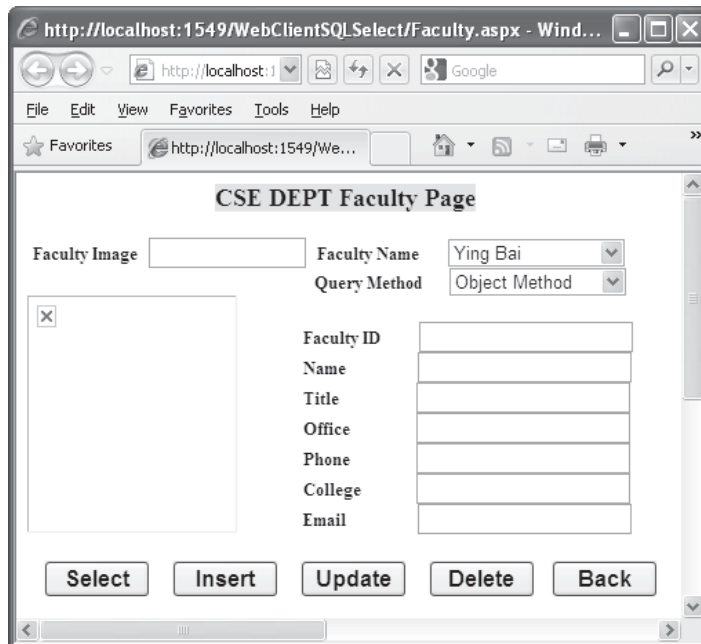 http://localhost:1549/WebClientSQLSelect/Faculty.aspx - Wind...
http://localhost:1
Google
File Edit View Favorites Tools Help
Favorites
http://localhost:1549/We...
»
CSE DEPT Faculty Page
Faculty Image
Faculty Name
Ying Bai
Query Method
Object Method
Faculty ID
Name
Title
Office
Phone
College
Email
Select Insert Update Delete Back